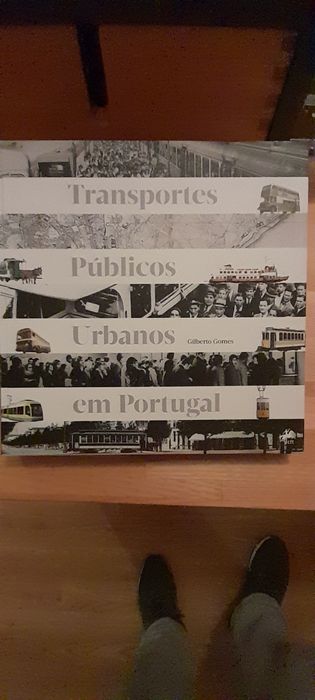 Transportes
Públicos
Urbanos Gilberto Gomes
em Portugal